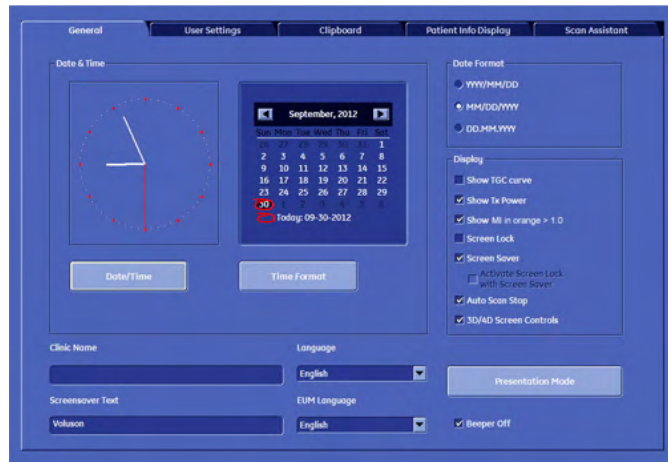 General User Settings Clipboard Patient Info Display Scan Assistant
Date & Time
September, 2012
Sun Mon Tue Wed Thu Fri Sat
26 27 28 29 30 31 1
2 3 4 5 6 7 8
9 10 11 12 13 14 15
16 17 18 19 20 21 22
23 24 25 26 27 28 29
30 1 2 3 4 5 6
Today: 09-30-2012
Date/Time Time Format
Date Format
YYYY/MM/DD
MM/DD/YYYY
DD.MM.YYYY
Display
Show TGC curve
Show Tx Power
Show MI in orange > 1.0
Screen Lock
Screen Saver
Activate Screen Lock
with Screen Saver
Auto Scan Stop
3D/4D Screen Controls
Clinic Name
Language
English
Screensaver Text
Voluson
EUM Language
English
Presentation Mode
Beeper Off